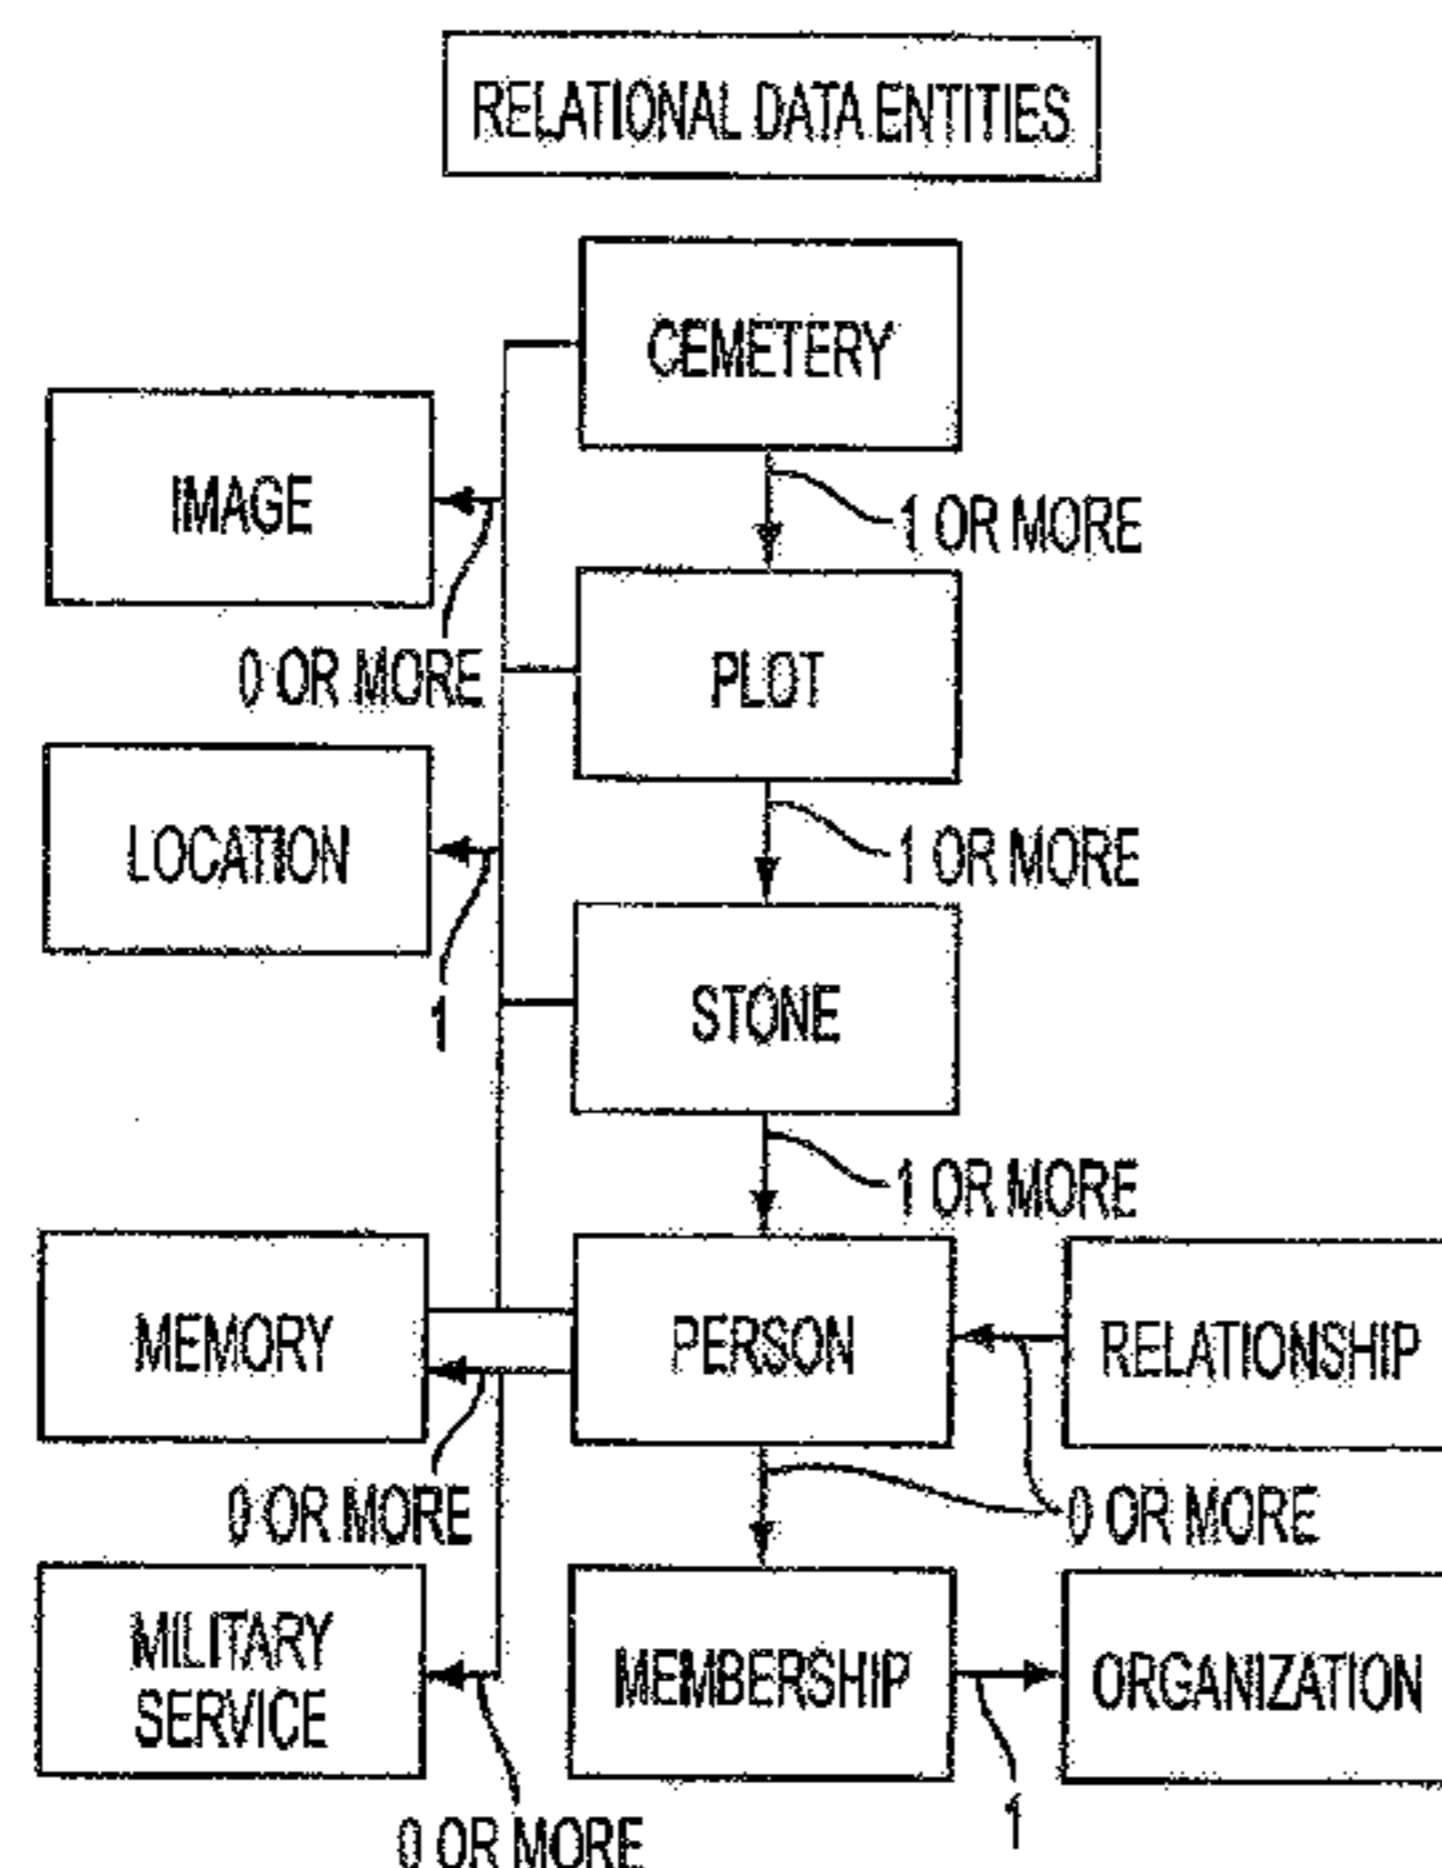 RELATIONAL DATA ENTITIES
CEMETERY
IMAGE
1 OR MORE
0 OR MORE
PLOT
LOCATION
1 OR MORE
1
STONE
1 OR MORE
MEMORY
PERSON
RELATIONSHIP
0 OR MORE
0 OR MORE
MILITARY
SERVICE
MEMBERSHIP
ORGANIZATION
0 OR MORE
1